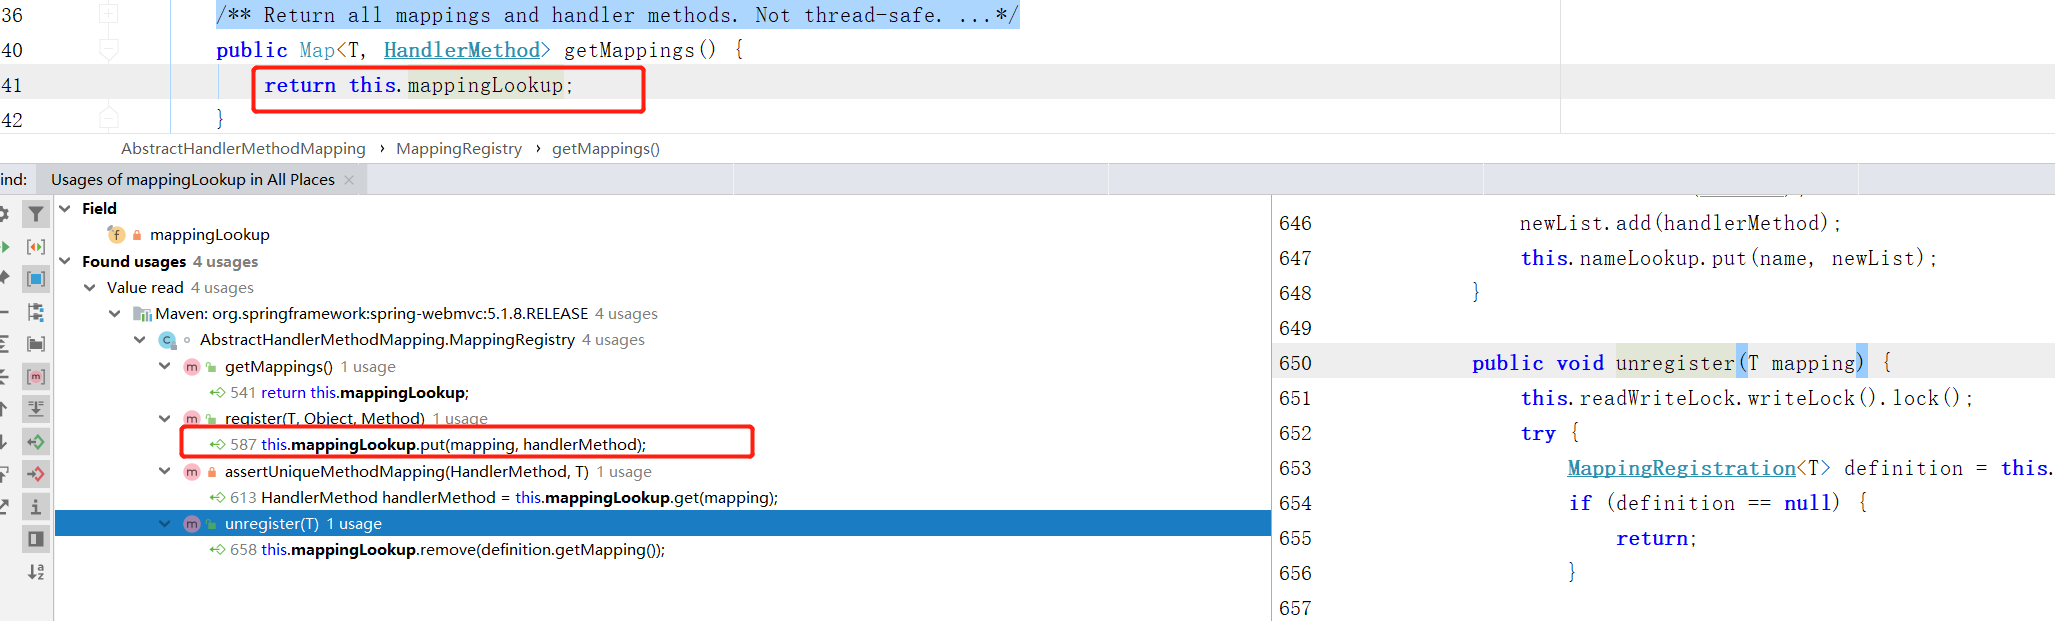 36 /** Return all mappings and handler methods. Not thread-safe. ...*/
40 public Map<T, HandlerMethod> getMappings() {
41 return this.mappingLookup;
42 }
AbstractHandlerMethodMapping › MappingRegistry › getMappings()
ind: Usages of mappingLookup in All Places
Field
mappingLookup
Found usages 4 usages
Value read 4 usages
Maven: org.springframework:spring-webmvc:5.1.8.RELEASE 4 usages
AbstractHandlerMethodMapping.MappingRegistry 4 usages
getMappings() 1 usage
541 return this.mappingLookup;
register(T, Object, Method) 1 usage
587 this.mappingLookup.put(mapping, handlerMethod);
assertUniqueMethodMapping(HandlerMethod, T) 1 usage
613 HandlerMethod handlerMethod = this.mappingLookup.get(mapping);
unregister(T) 1 usage
658 this.mappingLookup.remove(definition.getMapping());
646 newList.add(handlerMethod);
647 this.nameLookup.put(name, newList);
648 }
649
650 public void unregister(T mapping) {
651 this.readWriteLock.writeLock().lock();
652 try {
653 MappingRegistration<T> definition = this.
654 if (definition == null) {
655 return;
656 }
657